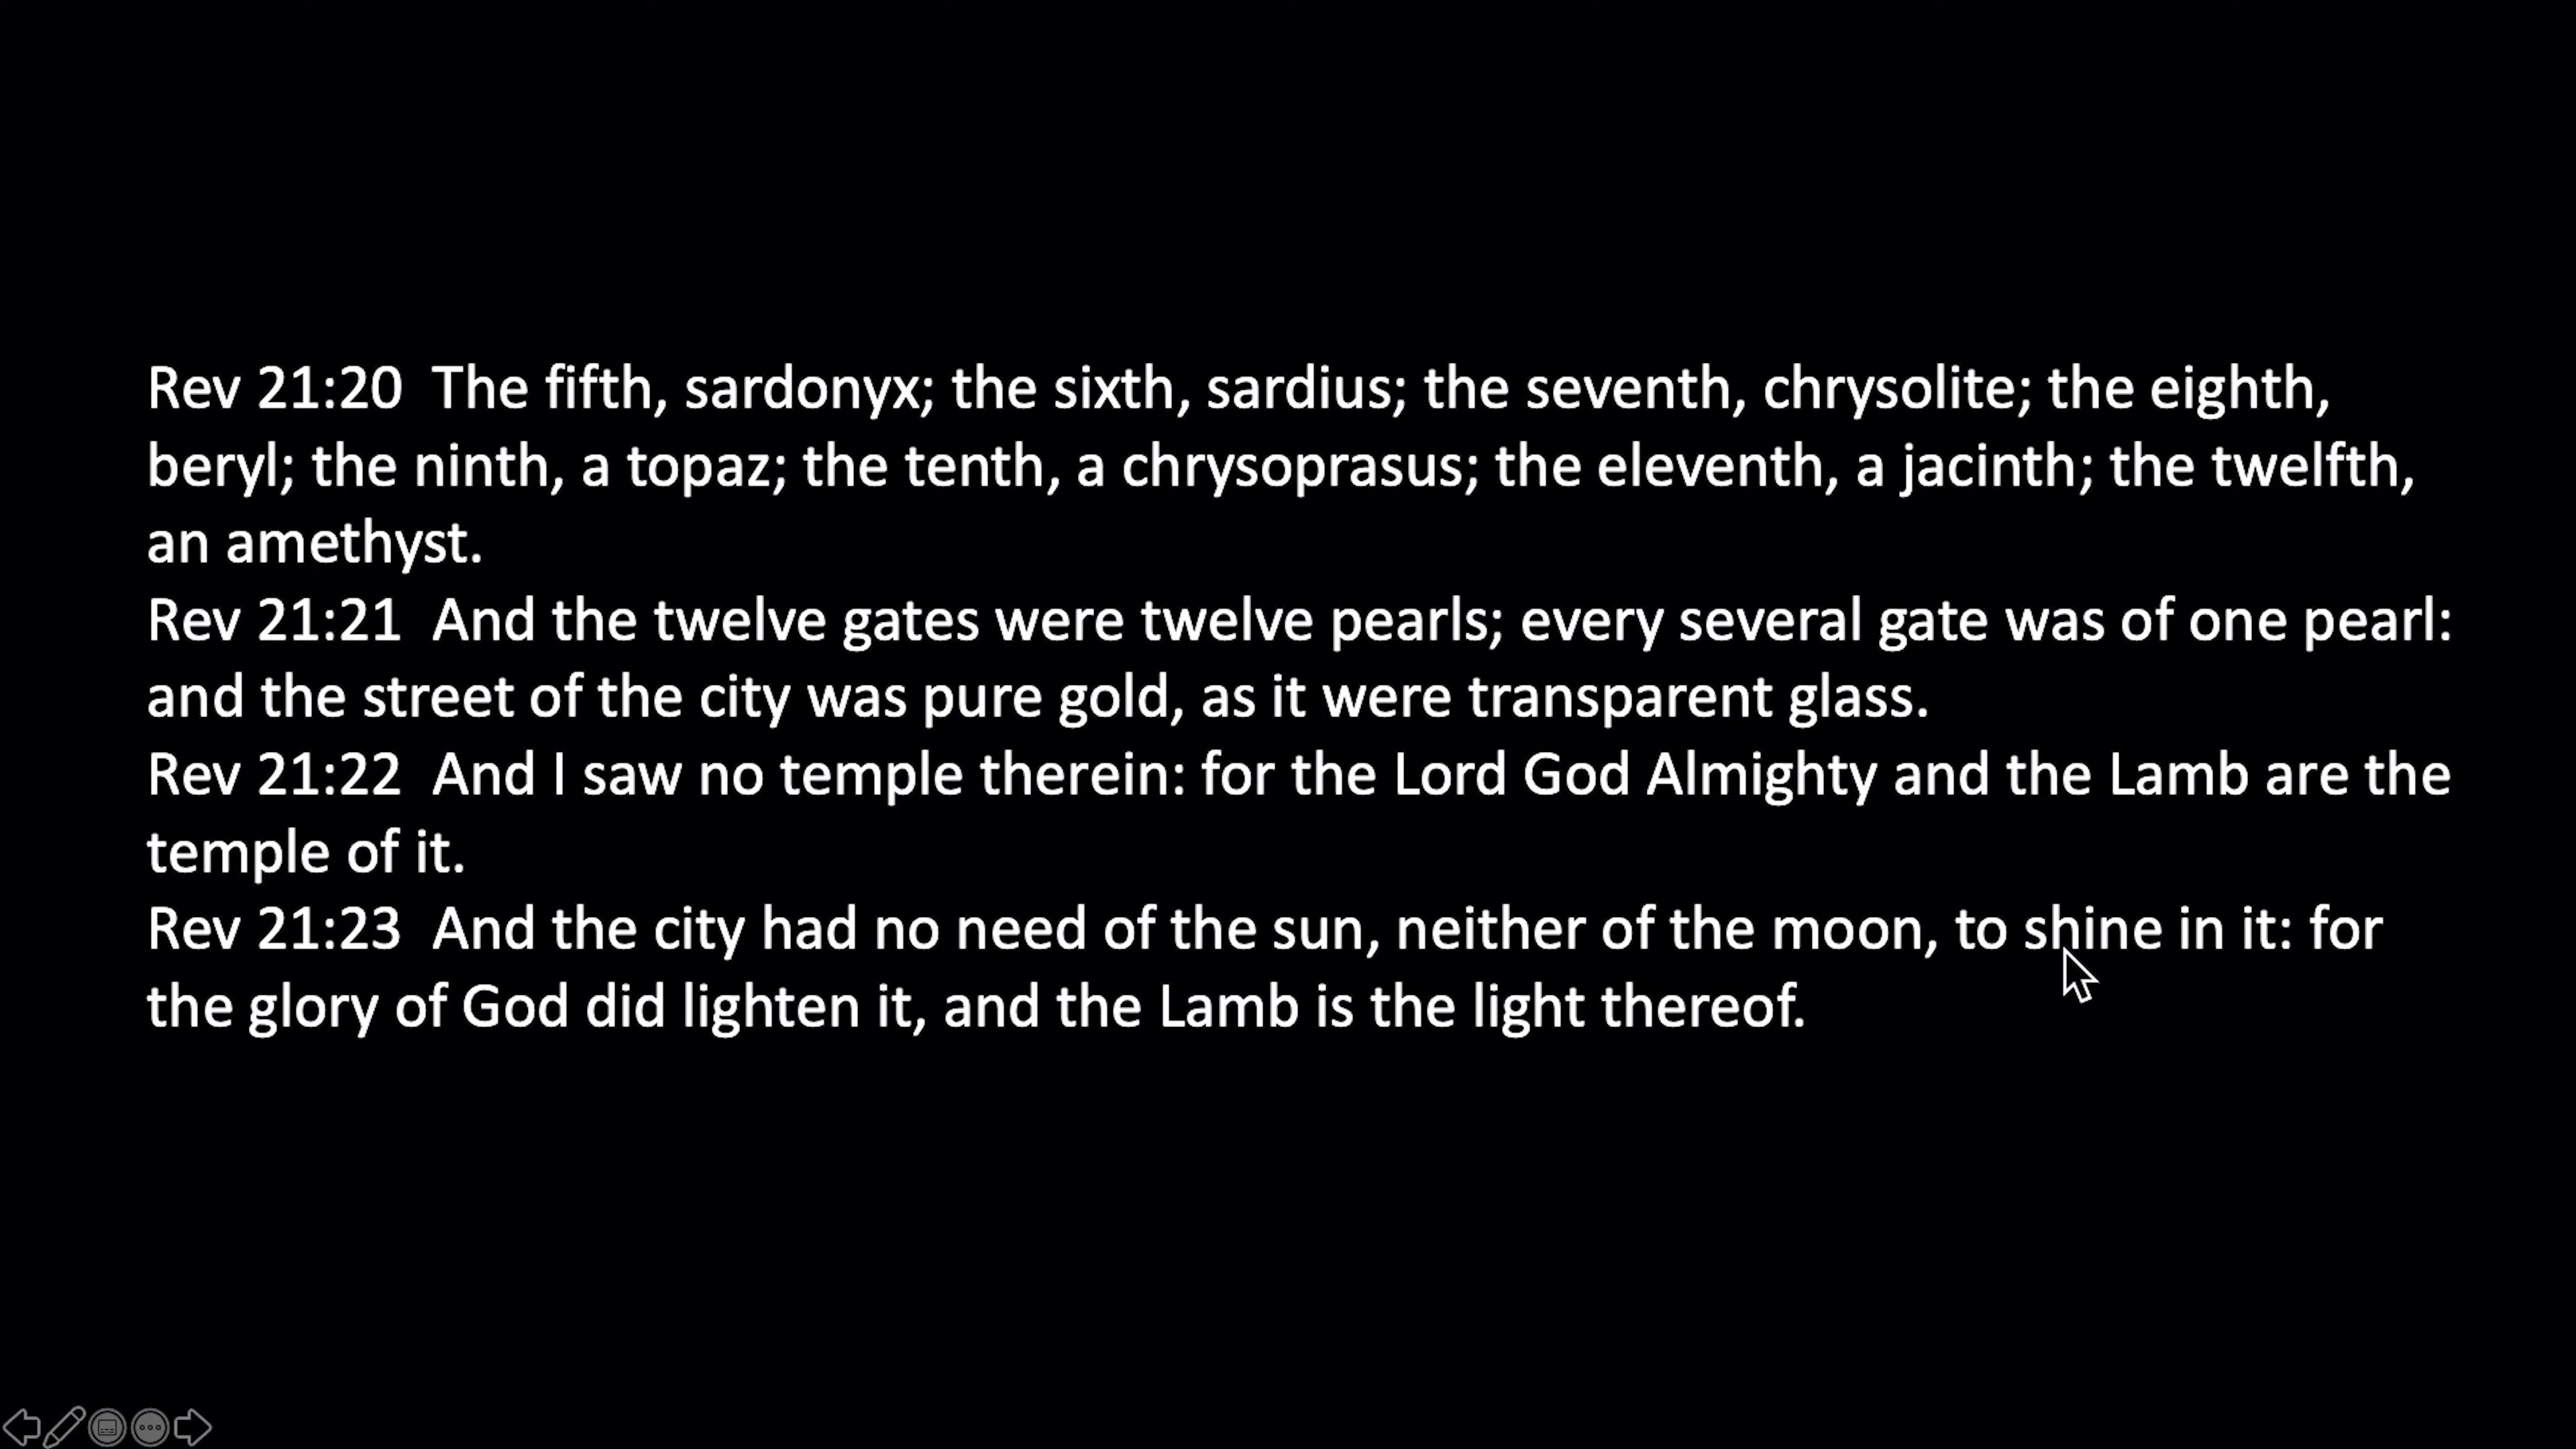 Rev 21:20  The fifth, sardonyx; the sixth, sardius; the seventh, chrysolite; the eighth,
beryl; the ninth, a topaz; the tenth, a chrysoprasus; the eleventh, a jacinth; the twelfth,
an amethyst.
Rev 21:21  And the twelve gates were twelve pearls; every several gate was of one pearl:
and the street of the city was pure gold, as it were transparent glass.
Rev 21:22  And I saw no temple therein: for the Lord God Almighty and the Lamb are the
temple of it.
Rev 21:23  And the city had no need of the sun, neither of the moon, to shine in it: for
the glory of God did lighten it, and the Lamb is the light thereof.